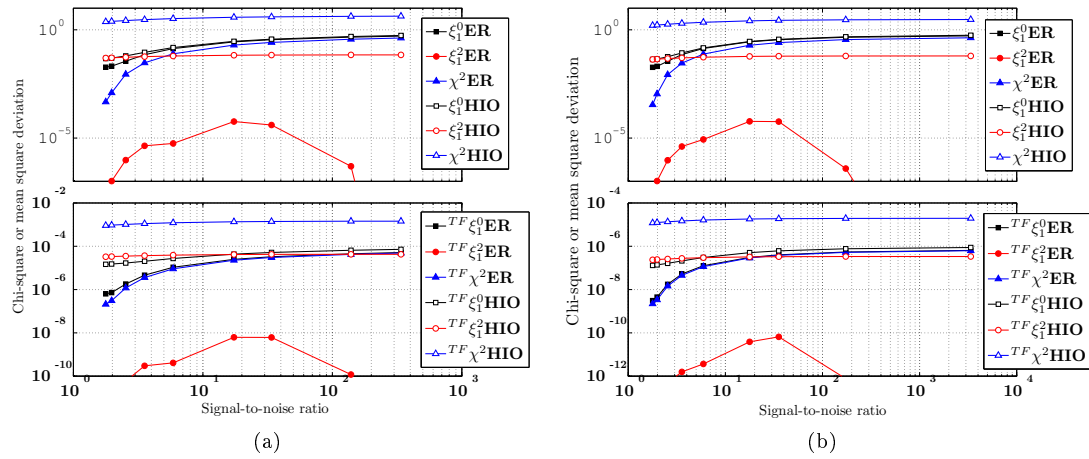 Chi-square or mean square deviation
10^0
10^{-5}
ξ_1^0 ER
ξ_1^2 ER
χ^2 ER
ξ_1^0 HIO
ξ_1^2 HIO
χ^2 HIO
10^{-2}
10^{-4}
10^{-6}
10^{-8}
10^{-10}
10^{-12}
^{TF}ξ_1^0 ER
^{TF}ξ_1^2 ER
^{TF}χ^2 ER
^{TF}ξ_1^0 HIO
^{TF}ξ_1^2 HIO
^{TF}χ^2 HIO
10^0
10^1
10^2
10^3
Signal-to-noise ratio
(a)
Chi-square or mean square deviation
10^0
10^{-5}
ξ_1^0 ER
ξ_1^2 ER
χ^2 ER
ξ_1^0 HIO
ξ_1^2 HIO
χ^2 HIO
10^{-4}
10^{-6}
10^{-8}
10^{-10}
10^{-12}
^{TF}ξ_1^0 ER
^{TF}ξ_1^2 ER
^{TF}χ^2 ER
^{TF}ξ_1^0 HIO
^{TF}ξ_1^2 HIO
^{TF}χ^2 HIO
10^0
10^1
10^2
10^3
10^4
Signal-to-noise ratio
(b)